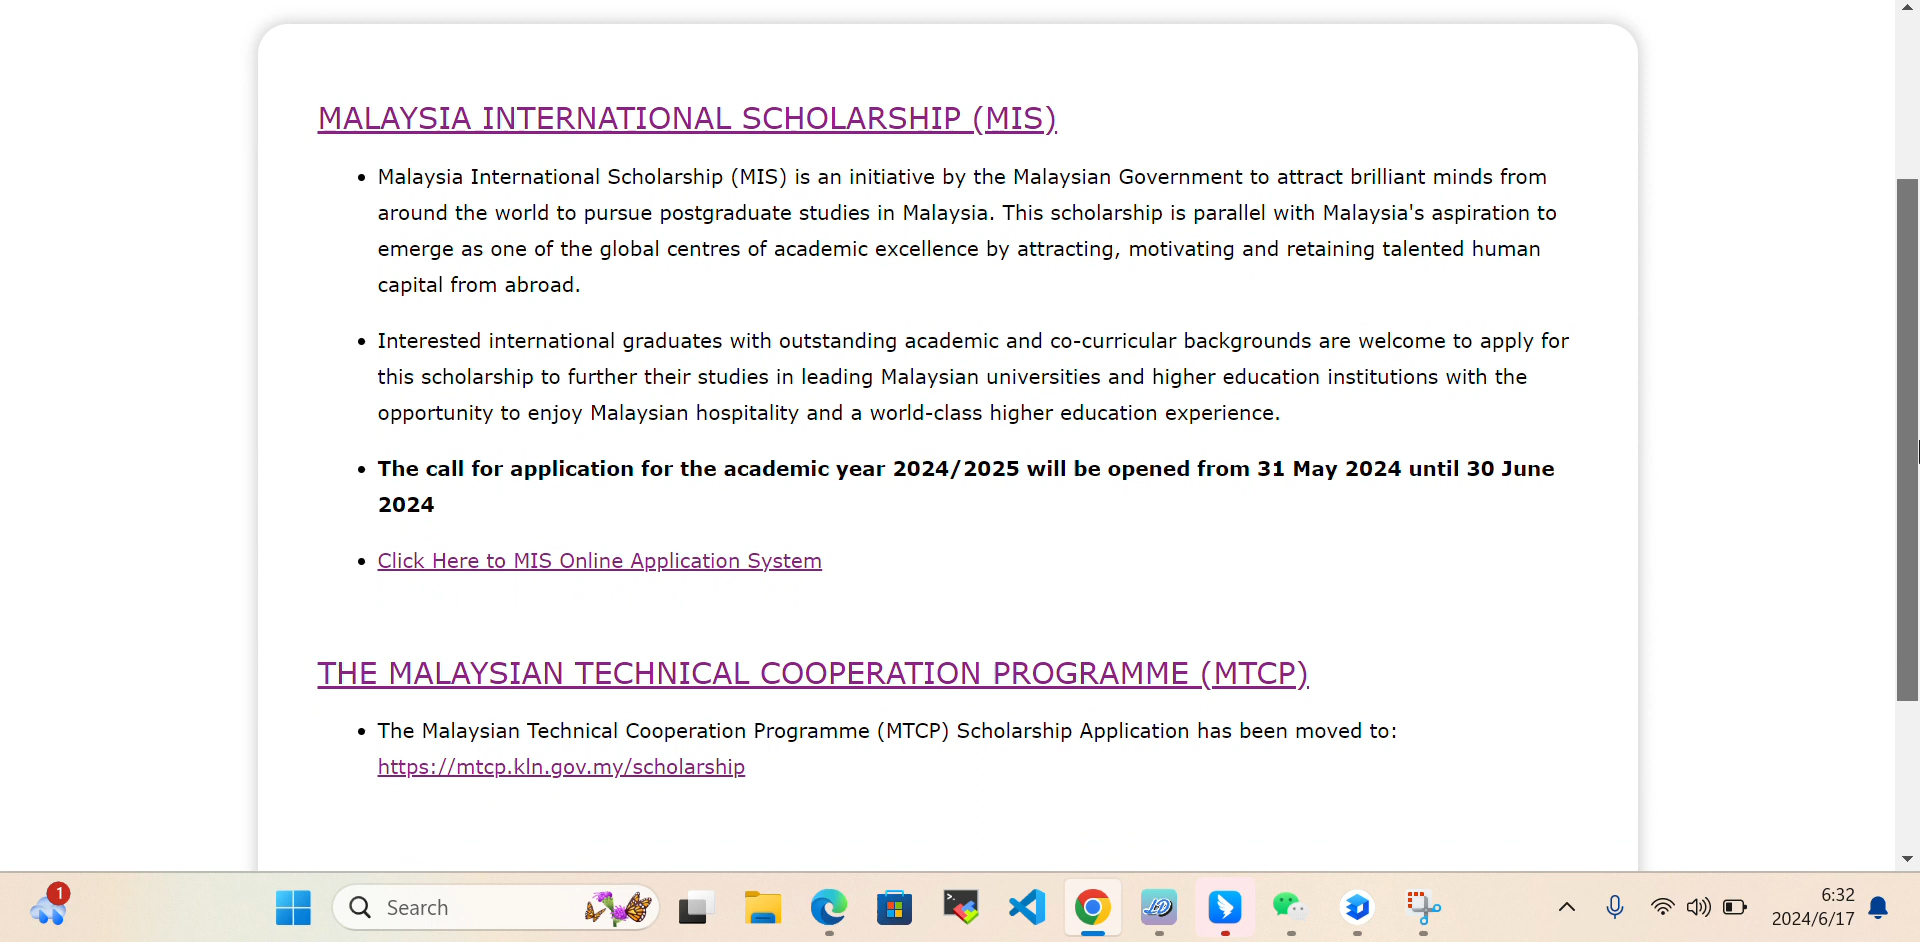 MALAYSIA INTERNATIONAL SCHOLARSHIP (MIS)
Malaysia International Scholarship (MIS) is an initiative by the Malaysian Government to attract brilliant minds from
around the world to pursue postgraduate studies in Malaysia. This scholarship is parallel with Malaysia's aspiration to
emerge as one of the global centres of academic excellence by attracting, motivating and retaining talented human
capital from abroad.
Interested international graduates with outstanding academic and co-curricular backgrounds are welcome to apply for
this scholarship to further their studies in leading Malaysian universities and higher education institutions with the
opportunity to enjoy Malaysian hospitality and a world-class higher education experience.
The call for application for the academic year 2024/2025 will be opened from 31 May 2024 until 30 June
2024
Click Here to MIS Online Application System
THE MALAYSIAN TECHNICAL COOPERATION PROGRAMME (MTCP)
The Malaysian Technical Cooperation Programme (MTCP) Scholarship Application has been moved to:
https://mtcp.kln.gov.my/scholarship
1
Search
6:32
2024/6/17